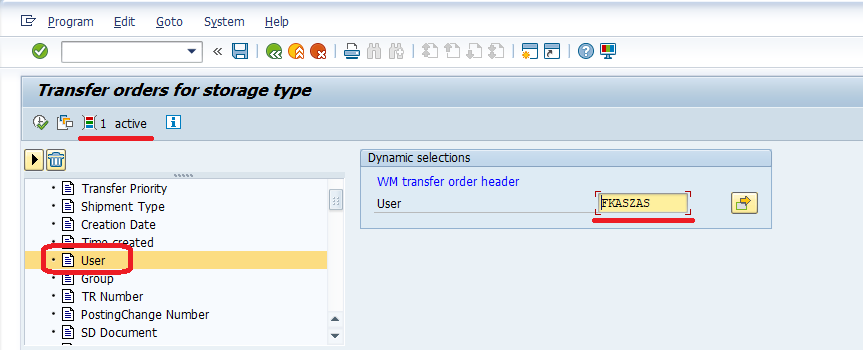 Program Edit Goto System Help
Transfer orders for storage type
1 active
Dynamic selections
Transfer Priority
WM transfer order header
Shipment Type
User FKASZAS
Creation Date
Time created
User
Group
TR Number
PostingChange Number
SD Document